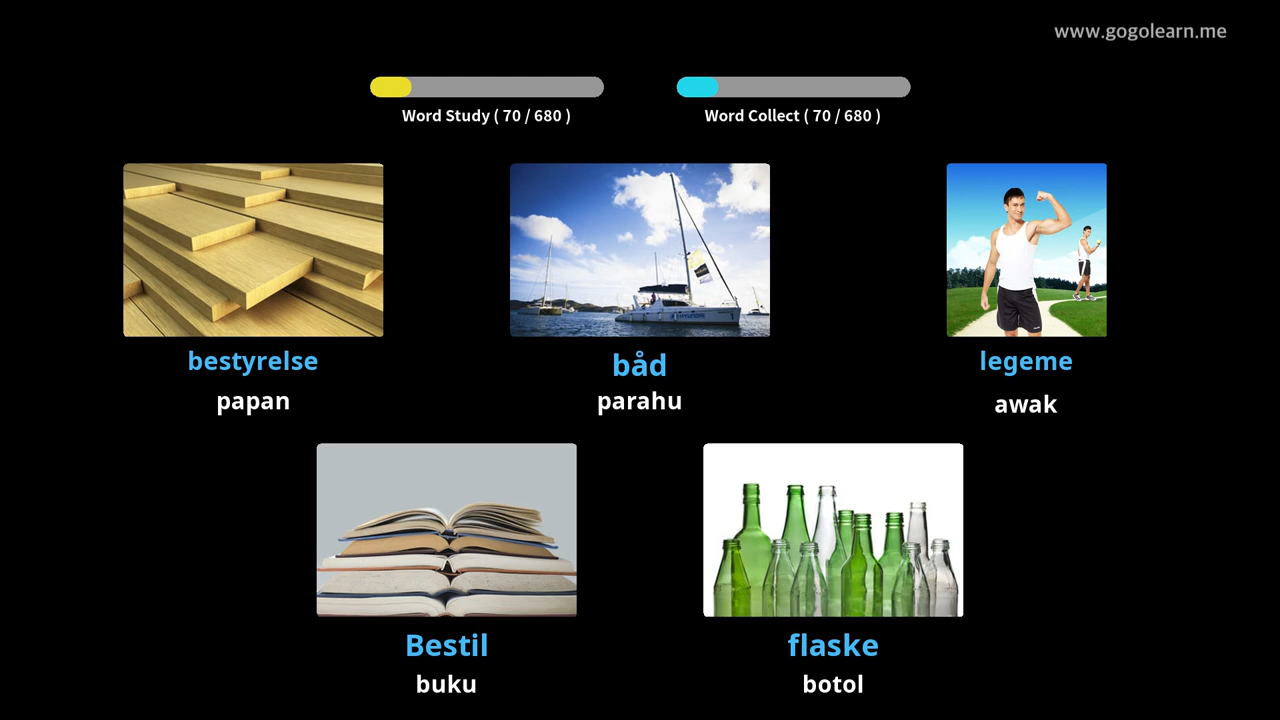 www.gogolearn.me
Word Study ( 70 / 680 )
Word Collect ( 70 / 680 )
bestyrelse
papan
båd
parahu
legeme
awak
Bestil
buku
flaske
botol